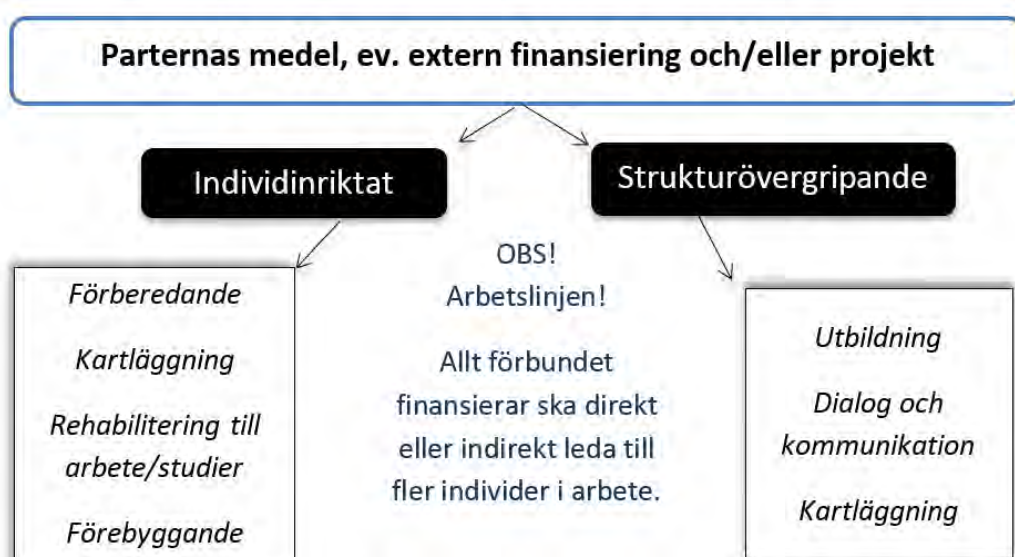 Parternas medel, ev. extern finansiering och/eller projekt
Individinriktat
Strukturövergripande
Förberedande
Kartläggning
Rehabilitering till
arbete/studier
Förebyggande
OBS!
Arbetslinjen!
Allt förbundet
finansierar ska direkt
eller indirekt leda till
fler individer i arbete.
Utbildning
Dialog och
kommunikation
Kartläggning